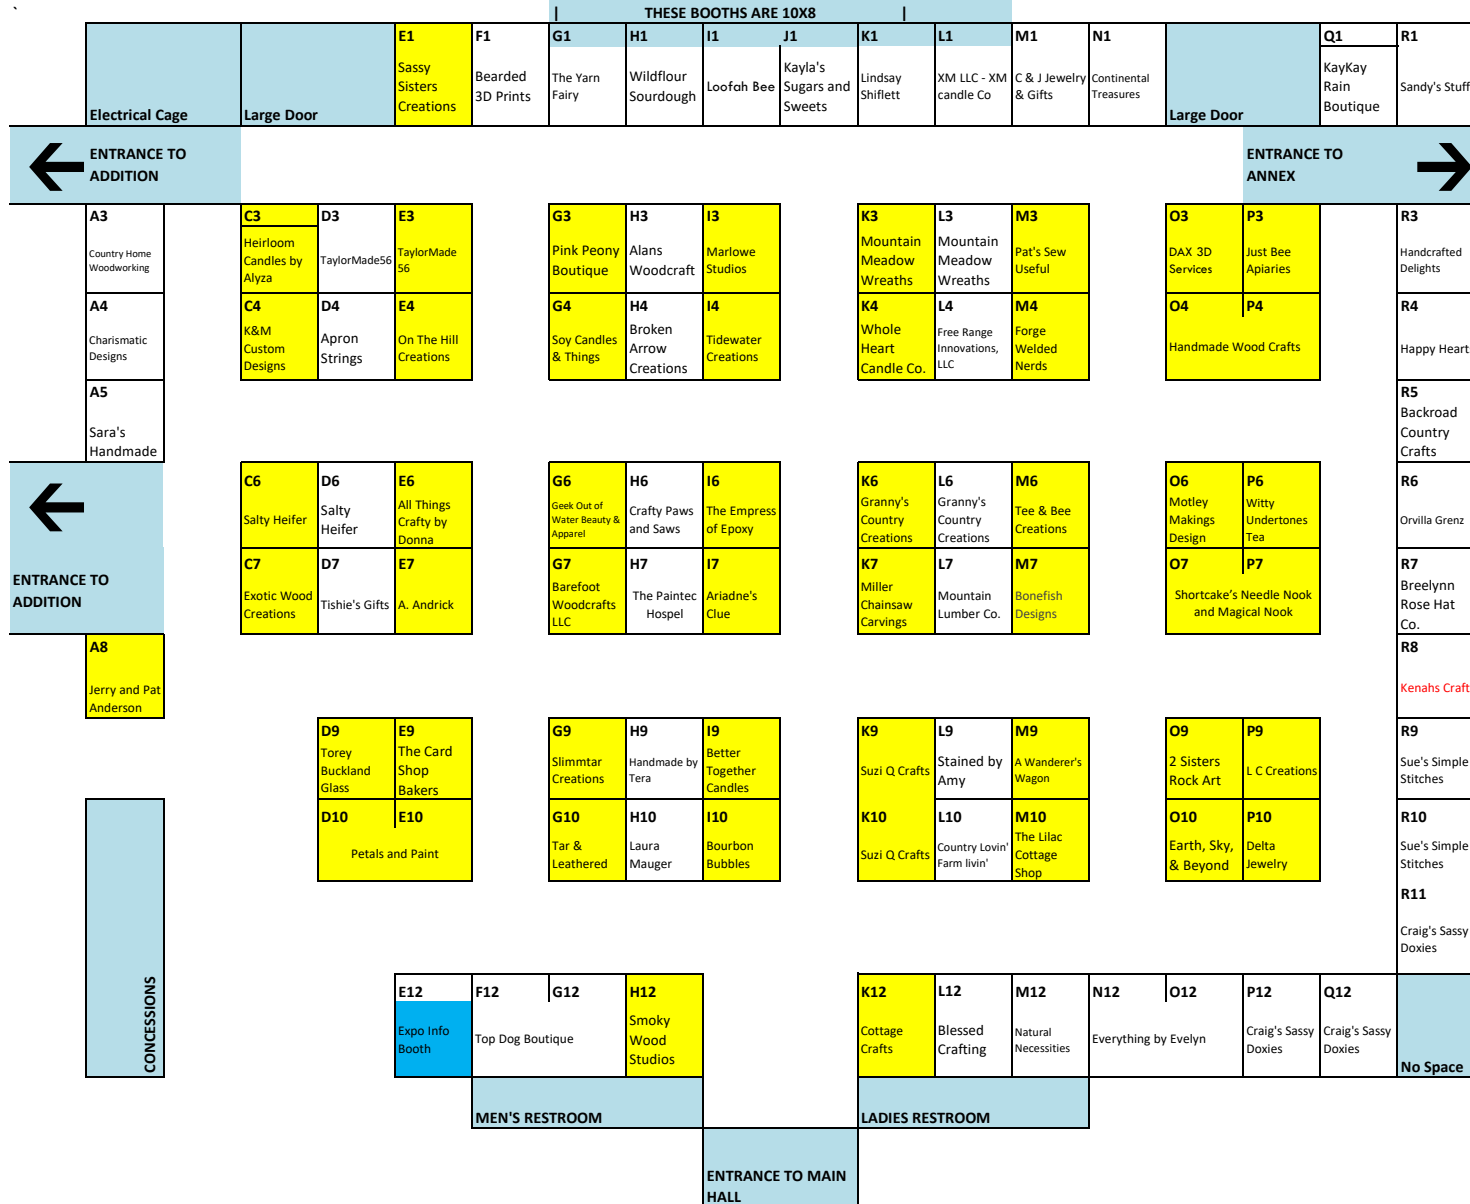 `
| THESE BOOTHS ARE 10X8 |
E1 F1 G1 H1 I1 J1 K1 L1 M1 N1 Q1 R1
Electrical Cage
Large Door
Sassy
Sisters
Creations
Bearded
3D Prints
The Yarn
Fairy
Wildflour
Sourdough
Loofah Bee
Kayla's
Sugars and
Sweets
Lindsay
Shiflett
XM LLC - XM
candle Co
C & J Jewelry
& Gifts
Continental
Treasures
Large Door
KayKay
Rain
Boutique
Sandy's Stuff
ENTRANCE TO
ADDITION
ENTRANCE TO
ANNEX
A3 C3 D3 E3 G3 H3 I3 K3 L3 M3 O3 P3 R3
Country Home
Woodworking
Heirloom
Candles by
Alyza
TaylorMade56
TaylorMade
56
Pink Peony
Boutique
Alans
Woodcraft
Marlowe
Studios
Mountain
Meadow
Wreaths
Mountain
Meadow
Wreaths
Pat's Sew
Useful
DAX 3D
Services
Just Bee
Apiaries
Handcrafted
Delights
A4 C4 D4 E4 G4 H4 I4 K4 L4 M4 O4 P4 R4
Charismatic
Designs
K&M
Custom
Designs
Apron
Strings
On The Hill
Creations
Soy Candles
& Things
Broken
Arrow
Creations
Tidewater
Creations
Whole
Heart
Candle Co.
Free Range
Innovations,
LLC
Forge
Welded
Nerds
Handmade Wood Crafts
Happy Heart
A5 R5
Sara's
Handmade
Backroad
Country
Crafts
C6 D6 E6 G6 H6 I6 K6 L6 M6 O6 P6 R6
Salty Heifer
Salty
Heifer
All Things
Crafty by
Donna
Geek Out of
Water Beauty &
Apparel
Crafty Paws
and Saws
The Empress
of Epoxy
Granny's
Country
Creations
Granny's
Country
Creations
Tee & Bee
Creations
Motley
Makings
Design
Witty
Undertones
Tea
Orvilla Grenz
ENTRANCE TO
ADDITION
C7 D7 E7 G7 H7 I7 K7 L7 M7 O7 P7 R7
Exotic Wood
Creations
Tishie's Gifts
A. Andrick
Barefoot
Woodcrafts
LLC
The Paintec
Hospel
Ariadne's
Clue
Miller
Chainsaw
Carvings
Mountain
Lumber Co.
Bonefish
Designs
Shortcake's Needle Nook
and Magical Nook
Breelynn
Rose Hat
Co.
A8 R8
Jerry and Pat
Anderson
Kenahs Craft
D9 E9 G9 H9 I9 K9 L9 M9 O9 P9 R9
Torey
Buckland
Glass
The Card
Shop
Bakers
Slimmtar
Creations
Handmade by
Tera
Better
Together
Candles
Suzi Q Crafts
Stained by
Amy
A Wanderer's
Wagon
2 Sisters
Rock Art
L C Creations
Sue's Simple
Stitches
D10 E10 G10 H10 I10 K10 L10 M10 O10 P10 R10
Petals and Paint
Tar &
Leathered
Laura
Mauger
Bourbon
Bubbles
Suzi Q Crafts
Country Lovin'
Farm livin'
The Lilac
Cottage
Shop
Earth, Sky,
& Beyond
Delta
Jewelry
Sue's Simple
Stitches
R11
Craig's Sassy
Doxies
CONCESSIONS
E12 F12 G12 H12 K12 L12 M12 N12 O12 P12 Q12
Expo Info
Booth
Top Dog Boutique
Smoky
Wood
Studios
Cottage
Crafts
Blessed
Crafting
Natural
Necessities
Everything by Evelyn
Craig's Sassy
Doxies
Craig's Sassy
Doxies
No Space
MEN'S RESTROOM
LADIES RESTROOM
ENTRANCE TO MAIN
HALL